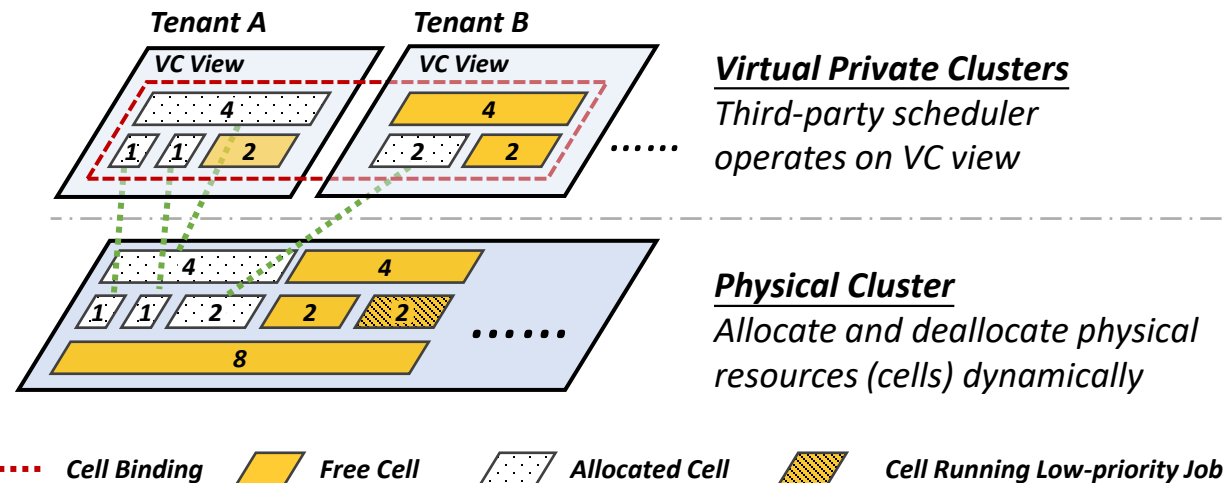 Tenant A
Tenant B
VC View
VC View
4
4
1 1 2
2 2
......
Virtual Private Clusters
Third-party scheduler
operates on VC view
4 4
1 1 2 2 2
......
8
Physical Cluster
Allocate and deallocate physical
resources (cells) dynamically
Cell Binding
Free Cell
Allocated Cell
Cell Running Low-priority Job